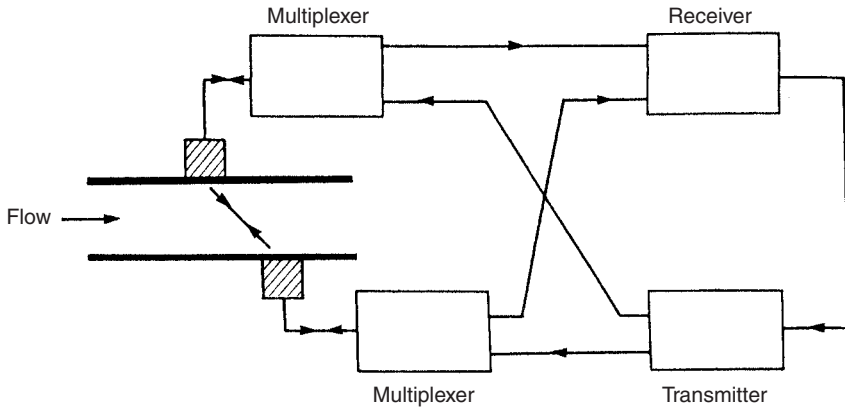 Multiplexer
Receiver
Flow
Multiplexer
Transmitter